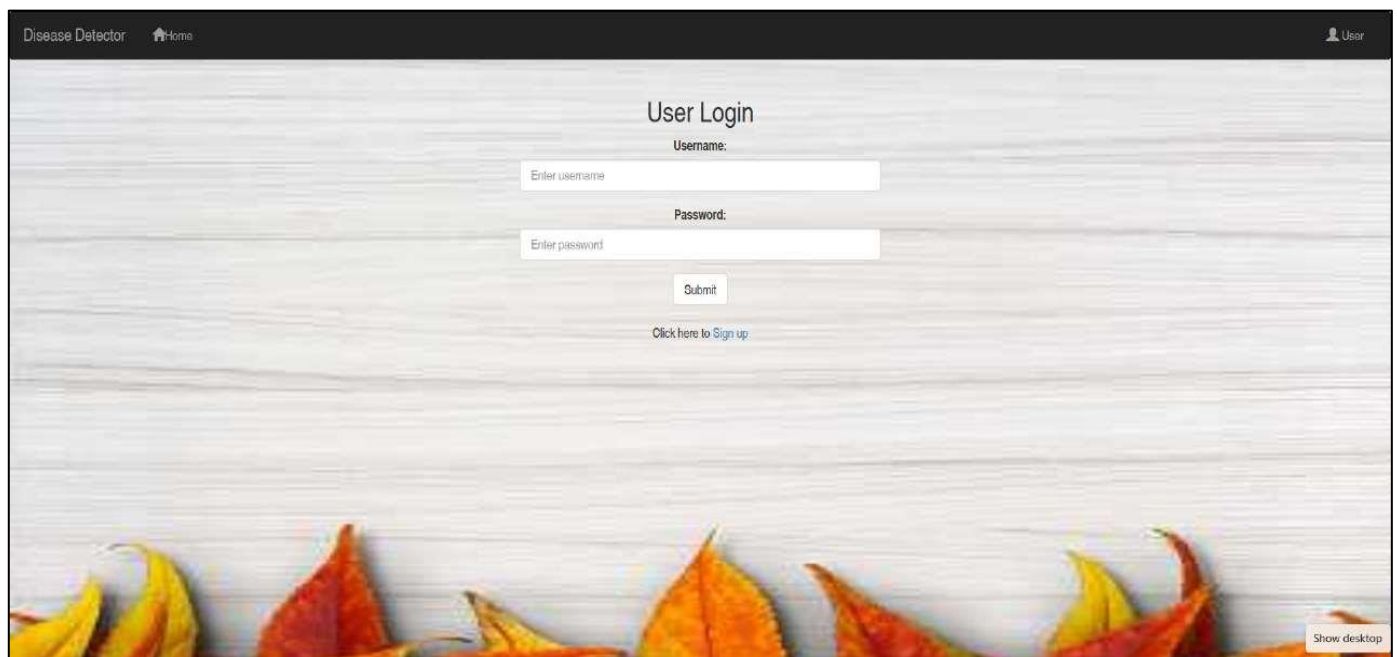 Disease Detector Home User
User Login
Username:
Enter username
Password:
Enter password
Submit
Click here to Sign up
Show desktop